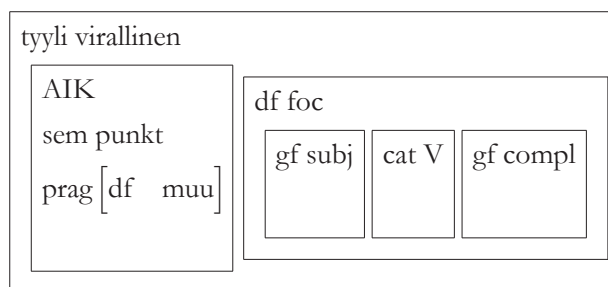 tyyli virallinen
AIK
sem punkt
prag [df muu]
df foc
gf subj
cat V
gf compl